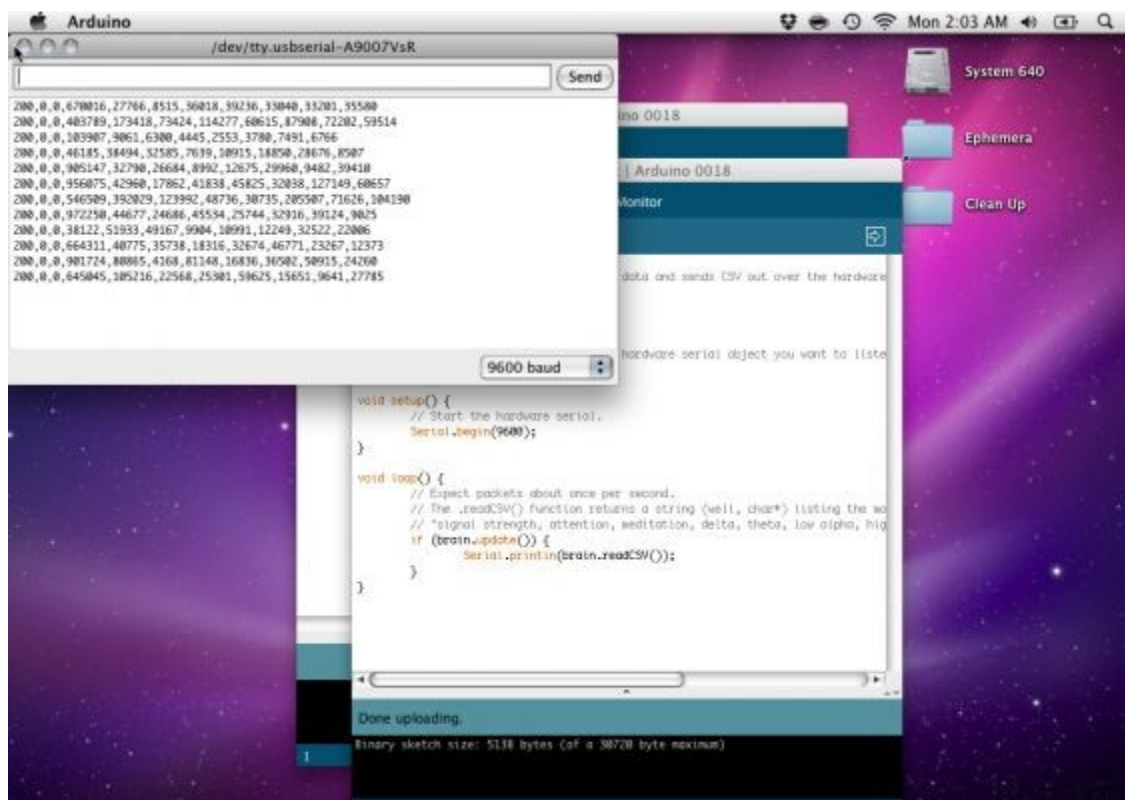 Arduino
Mon 2:03 AM
/dev/tty.usbserial-A9007VsR
Send
200,0,0,670016,27766,8515,36018,39236,33040,33201,35580
200,0,0,403789,173418,73424,114277,60615,87908,72202,59514
200,0,0,103907,9061,6300,4445,2553,3780,7491,6766
200,0,0,46185,38494,32585,7639,10915,18850,28676,8507
200,0,0,905147,32790,26684,8992,12675,29960,9482,39410
200,0,0,956075,42960,17862,41838,45825,32038,127149,60657
200,0,0,546509,392029,123992,48736,30735,205507,71626,104190
200,0,0,972250,44677,24686,45534,25744,32916,39124,9025
200,0,0,38122,51933,49167,9904,10991,12249,32522,22006
200,0,0,664311,40775,35738,18316,32674,46771,23267,12373
200,0,0,901724,80865,4168,81148,16836,36502,50915,24260
200,0,0,645045,105216,22568,25301,59625,15651,9641,27785
9600 baud
System 640
Ephemera
Clean Up
ino 0018
| Arduino 0018
Monitor
data and sends CSV out over the hardware
hardware serial object you want to liste
void setup() {
// Start the hardware serial.
Serial.begin(9600);
}
void loop() {
// Expect packets about once per second.
// The .readCSV() function returns a string (well, char*) listing the mo
// "signal strength, attention, meditation, delta, theta, low alpha, hig
if (brain.update()) {
Serial.println(brain.readCSV());
}
}
Done uploading.
Binary sketch size: 5138 bytes (of a 30720 byte maximum)
1